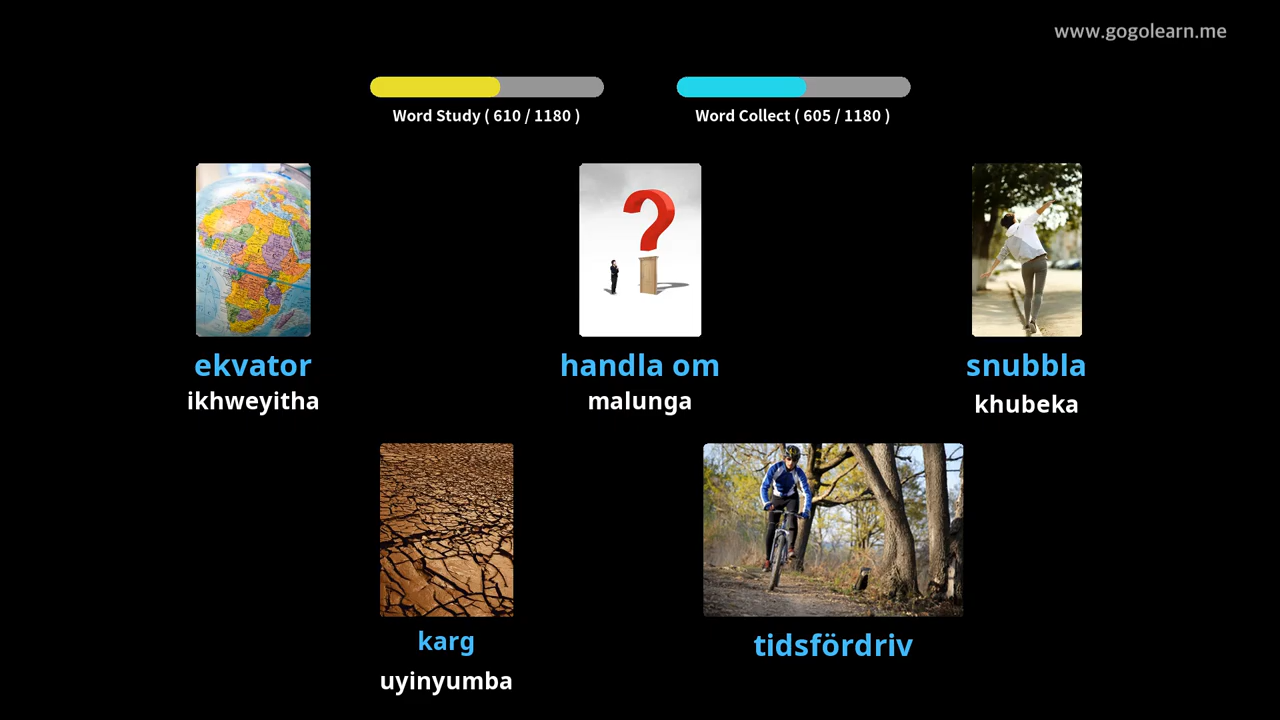 www.gogolearn.me
Word Study ( 610 / 1180 )
Word Collect ( 605 / 1180 )
ekvator
ikhweyitha
handla om
malunga
snubbla
khubeka
karg
uyinyumba
tidsfördriv